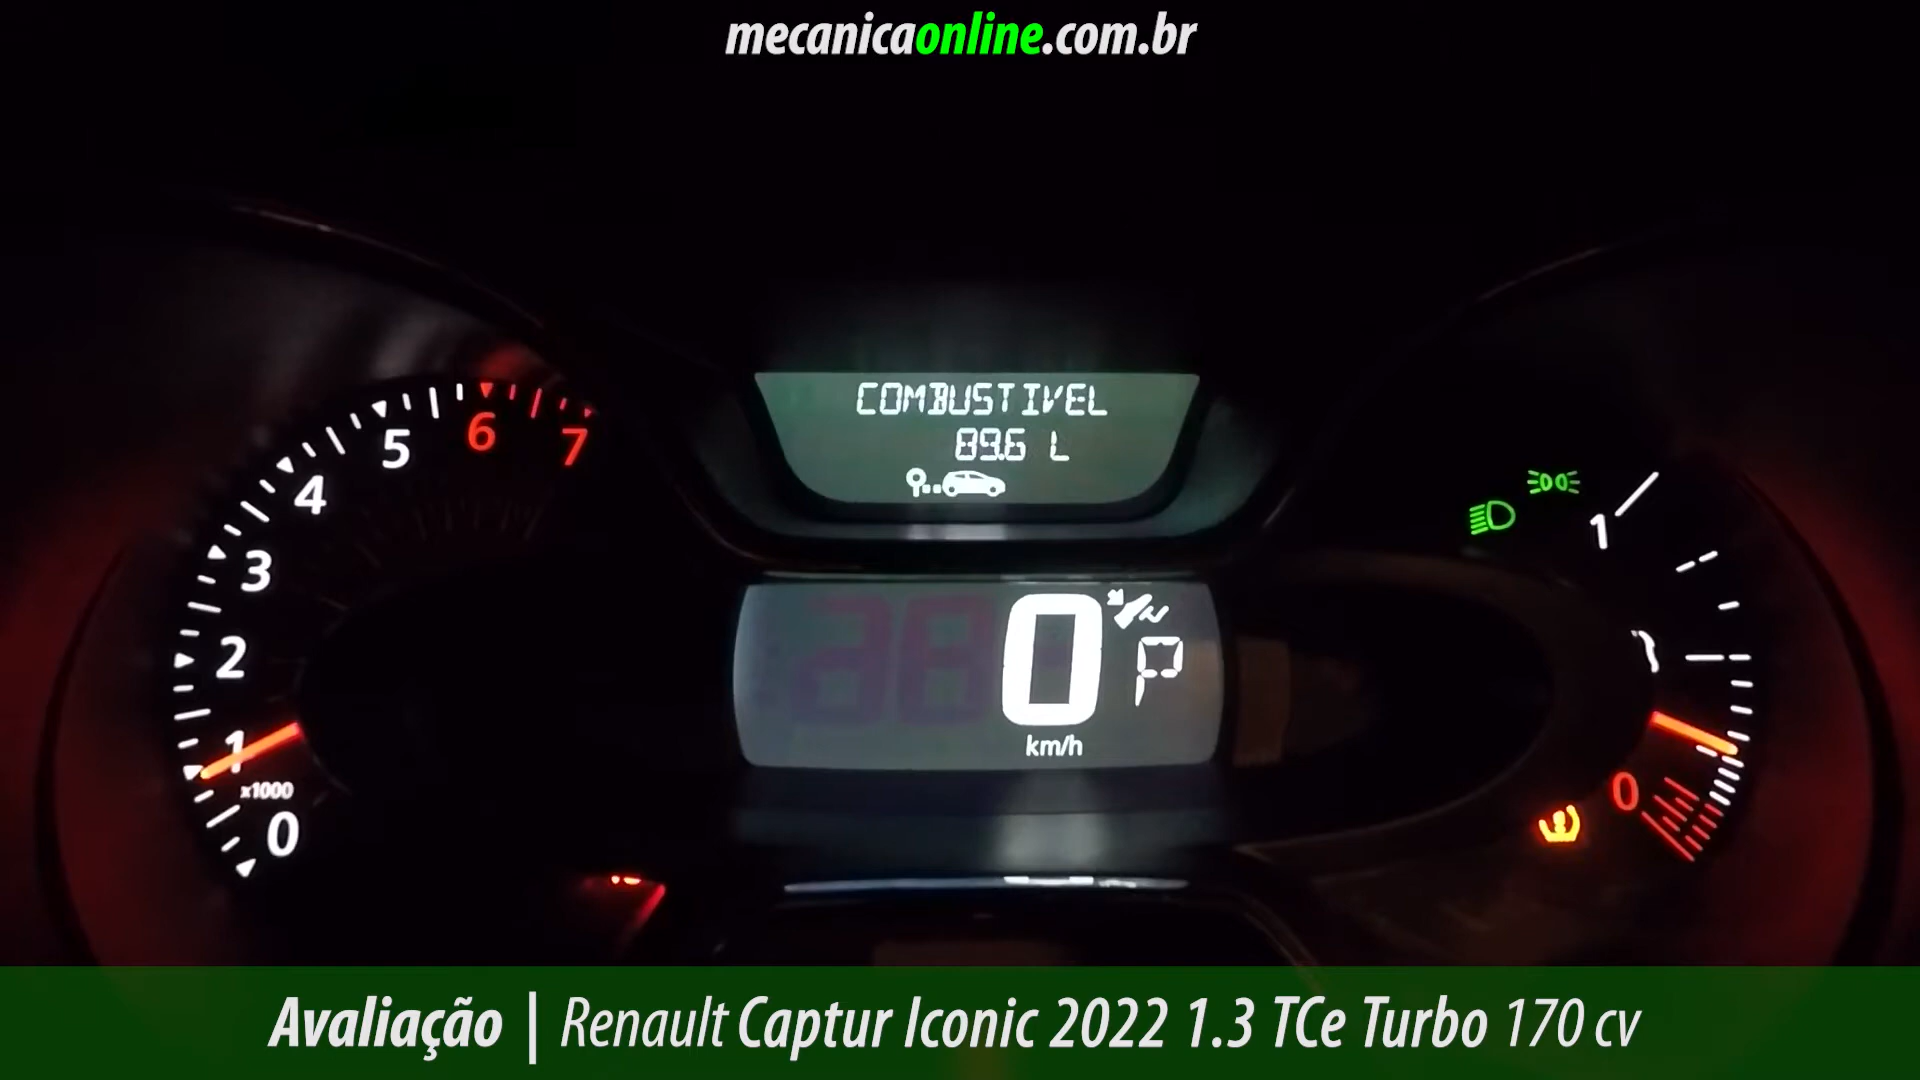 mecanicaonline.com.br
COMBUSTIVEL
89.6 L
0
P
km/h
7
6
5
4
3
2
1
x1000
0
1
0
Avaliação | Renault Captur Iconic 2022 1.3 TCe Turbo 170 cv